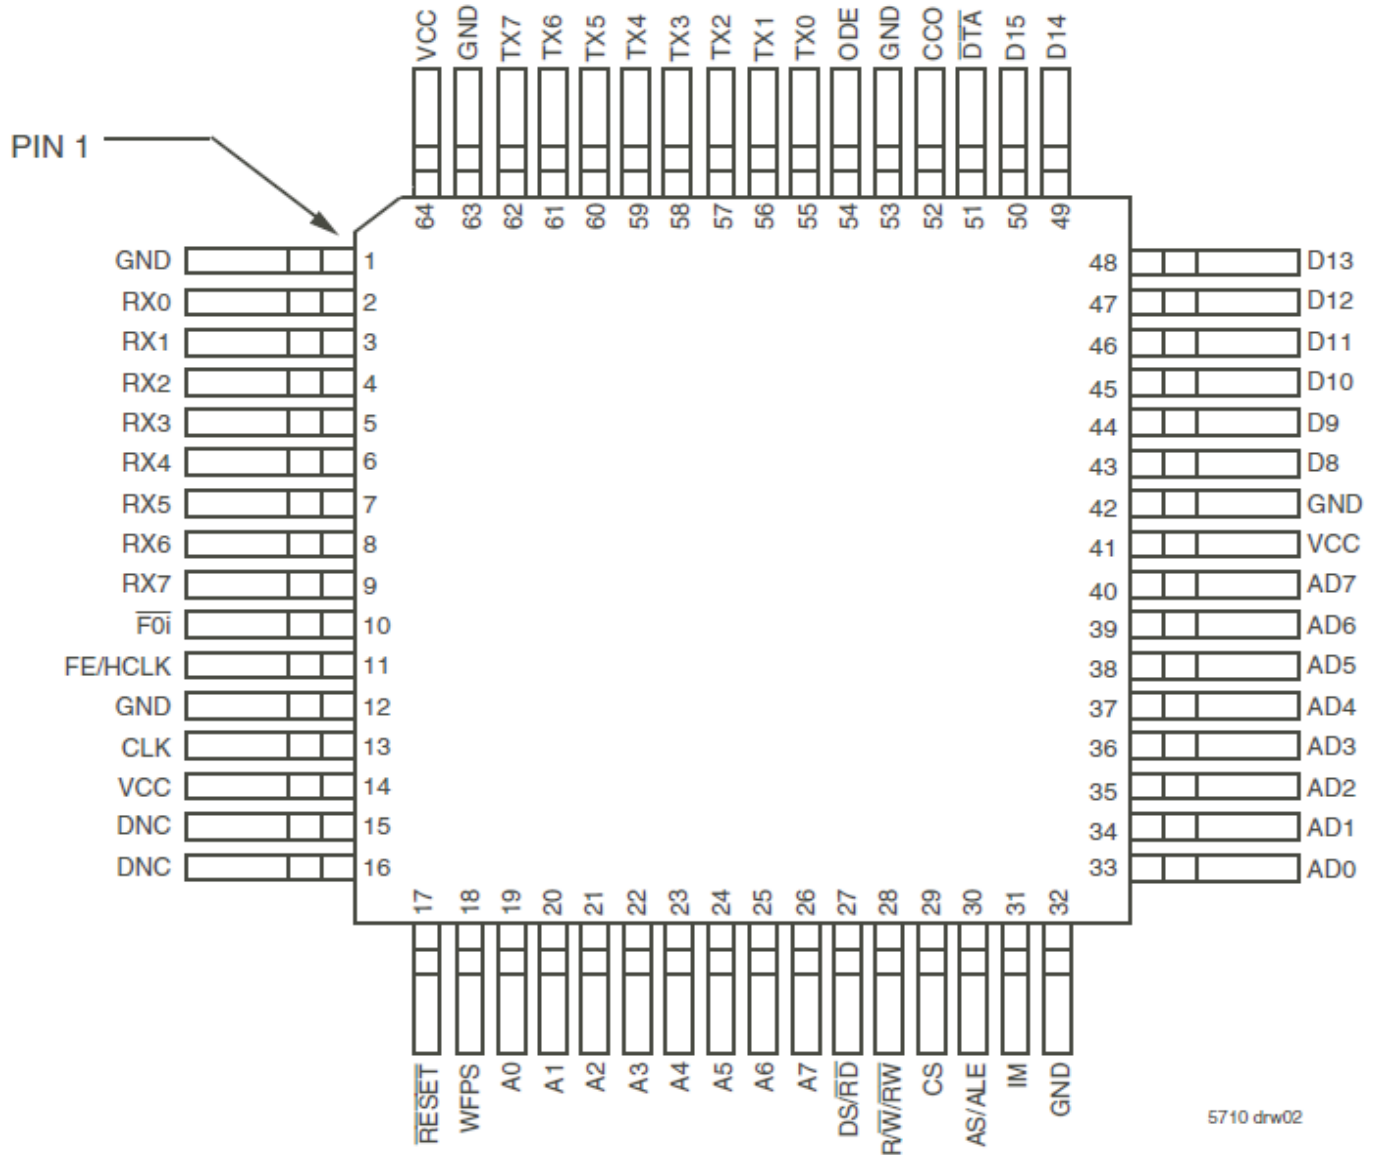 VCC GND TX7 TX6 TX5 TX4 TX3 TX2 TX1 TX0 ODE GND CCO D̅T̅A̅ D15 D14
PIN 1
64 63 62 61 60 59 58 57 56 55 54 53 52 51 50 49
GND 1 48 D13
RX0 2 47 D12
RX1 3 46 D11
RX2 4 45 D10
RX3 5 44 D9
RX4 6 43 D8
RX5 7 42 GND
RX6 8 41 VCC
RX7 9 40 AD7
F̅0̅i̅ 10 39 AD6
FE/HCLK 11 38 AD5
GND 12 37 AD4
CLK 13 36 AD3
VCC 14 35 AD2
DNC 15 34 AD1
DNC 16 33 AD0
17 18 19 20 21 22 23 24 25 26 27 28 29 30 31 32
R̅E̅S̅E̅T̅ WFPS A0 A1 A2 A3 A4 A5 A6 A7 DS/R̅D̅ R/W̅/R̅W̅ CS AS/ALE IM GND
5710 drw02